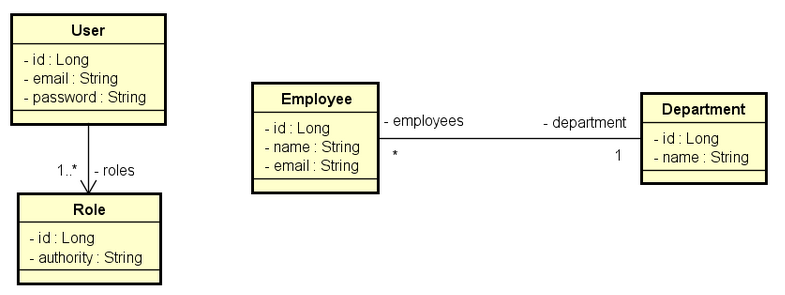 User
- id : Long
- email : String
- password : String
1..*
- roles
Role
- id : Long
- authority : String
Employee
- id : Long
- name : String
- email : String
- employees
*
- department
1
Department
- id : Long
- name : String